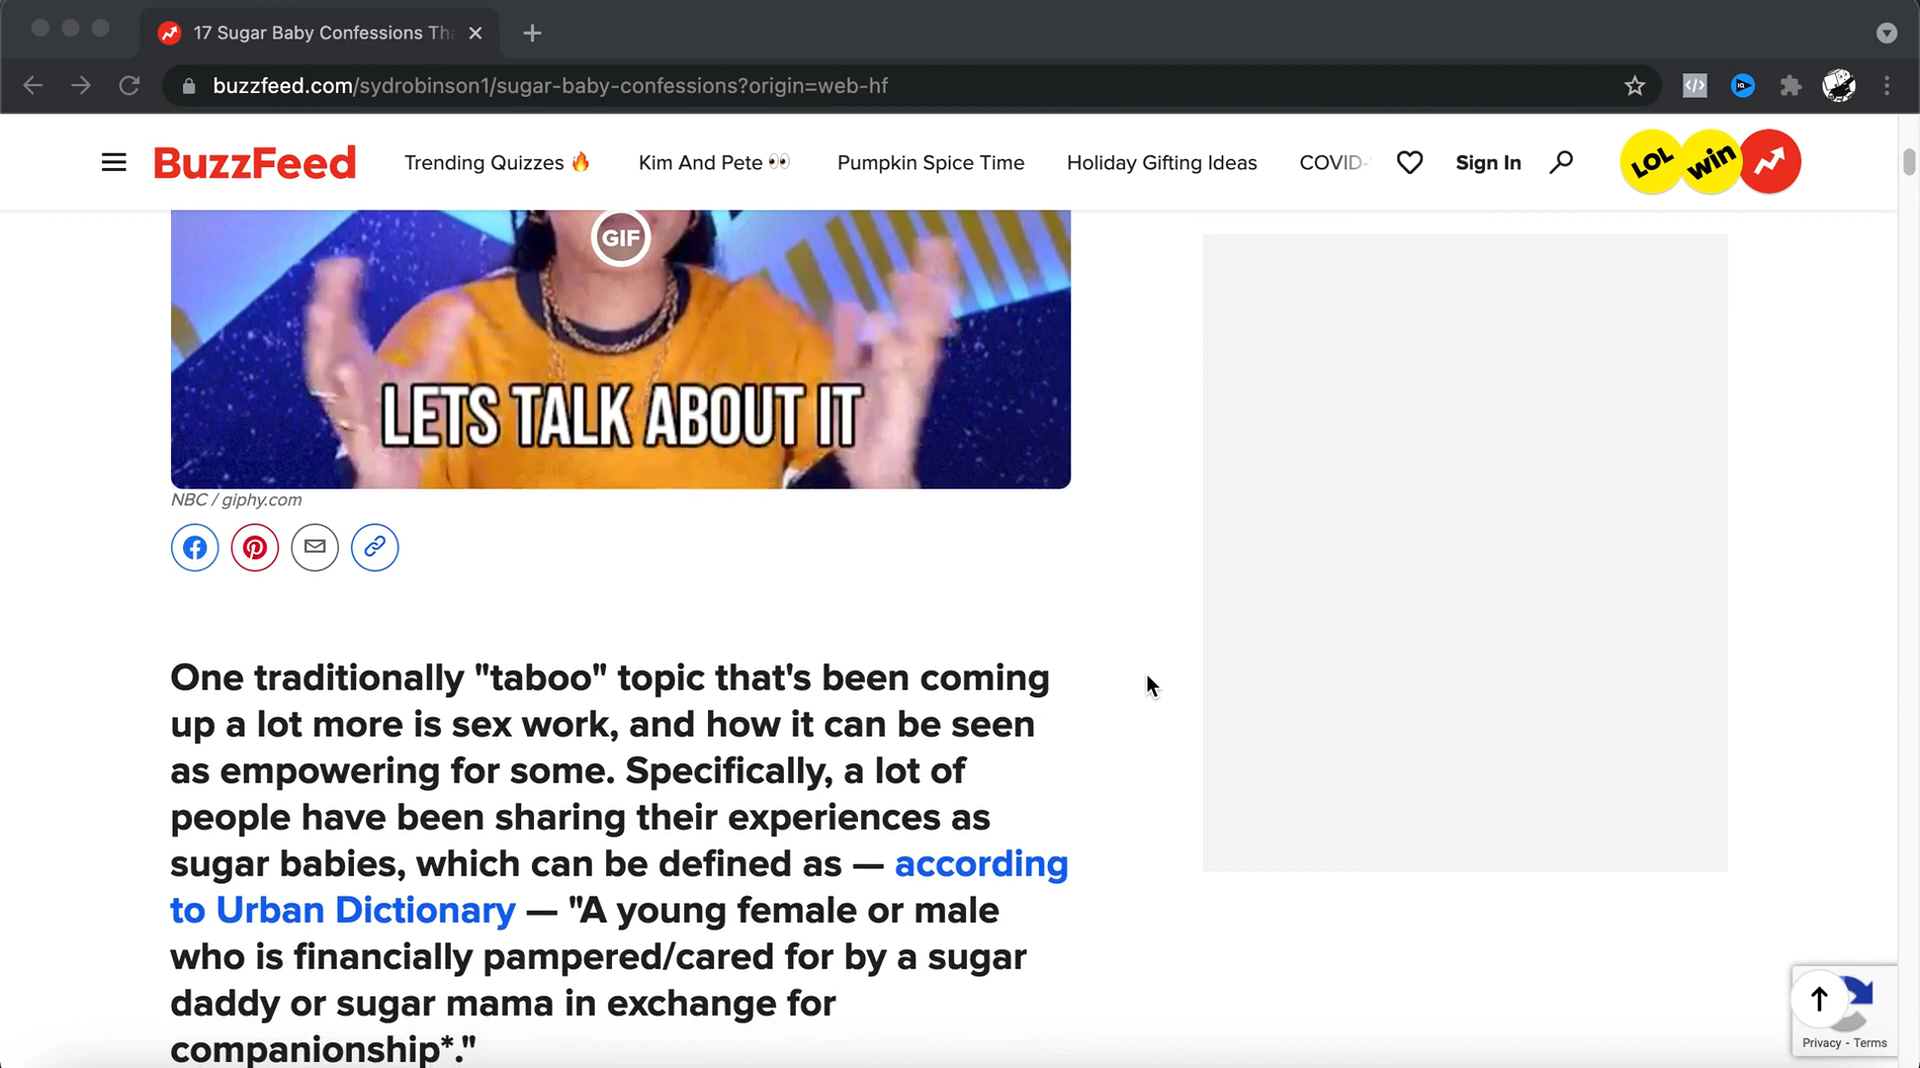 17 Sugar Baby Confessions Tha
buzzfeed.com/sydrobinson1/sugar-baby-confessions?origin=web-hf
BuzzFeed
Trending Quizzes 🔥
Kim And Pete 👀
Pumpkin Spice Time
Holiday Gifting Ideas
COVID-
Sign In
LOL
win
GIF
LETS TALK ABOUT IT
NBC / giphy.com
One traditionally "taboo" topic that's been coming
up a lot more is sex work, and how it can be seen
as empowering for some. Specifically, a lot of
people have been sharing their experiences as
sugar babies, which can be defined as — according
to Urban Dictionary — "A young female or male
who is financially pampered/cared for by a sugar
daddy or sugar mama in exchange for
companionship*."
Privacy - Terms